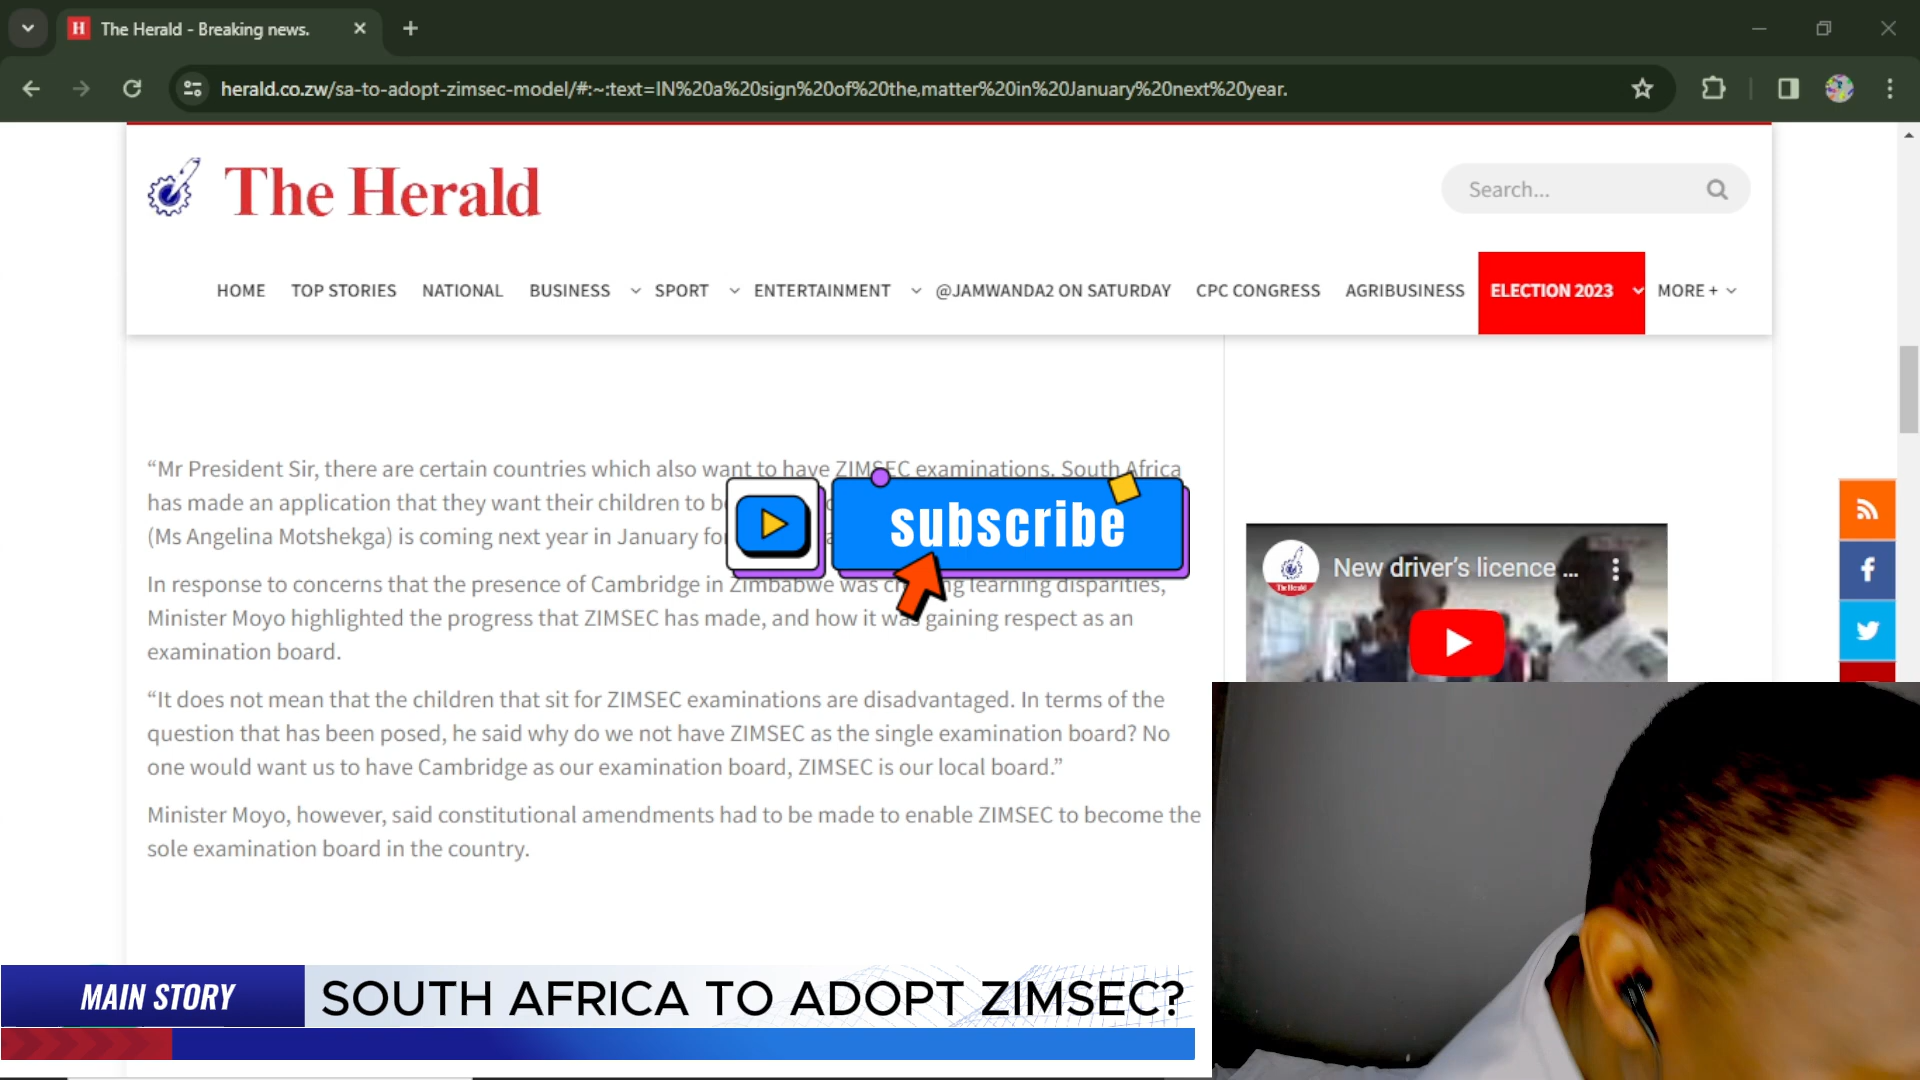 The Herald - Breaking news.
herald.co.zw/sa-to-adopt-zimsec-model/#:~:text=IN%20a%20sign%20of%20the,matter%20in%20January%20next%20year.
The Herald
Search...
HOME TOP STORIES NATIONAL BUSINESS SPORT ENTERTAINMENT @JAMWANDA2 ON SATURDAY CPC CONGRESS AGRIBUSINESS ELECTION 2023 MORE +
“Mr President Sir, there are certain countries which also want to have ZIMSEC examinations. South Africa
has made an application that they want their children to
(Ms Angelina Motshekga) is coming next year in January
subscribe
In response to concerns that the presence of Cambridge in Zimbabwe was learning disparities,
Minister Moyo highlighted the progress that ZIMSEC has made, and how it was gaining respect as an
examination board.
“It does not mean that the children that sit for ZIMSEC examinations are disadvantaged. In terms of the
question that has been posed, he said why do we not have ZIMSEC as the single examination board? No
one would want us to have Cambridge as our examination board, ZIMSEC is our local board.”
Minister Moyo, however, said constitutional amendments had to be made to enable ZIMSEC to become the
sole examination board in the country.
New driver’s licence ...
MAIN STORY
SOUTH AFRICA TO ADOPT ZIMSEC?